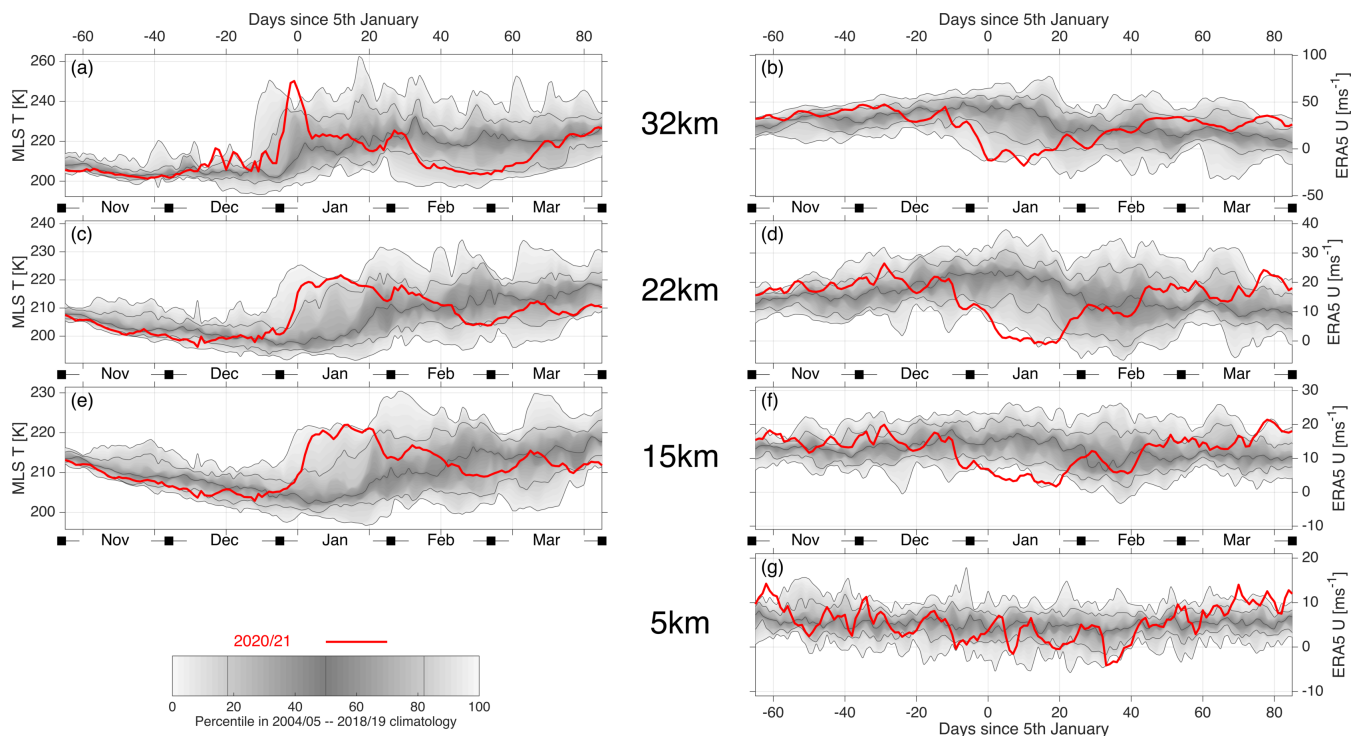 Days since 5th January
Days since 5th January
-60 -40 -20 0 20 40 60 80
-60 -40 -20 0 20 40 60 80
(a)
MLS T [K]
260
240
220
200
32km
(b)
100
50
0
-50
ERA5 U [ms-1]
Nov Dec Jan Feb Mar
Nov Dec Jan Feb Mar
(c)
MLS T [K]
240
230
220
210
200
22km
(d)
40
30
20
10
0
ERA5 U [ms-1]
Nov Dec Jan Feb Mar
Nov Dec Jan Feb Mar
(e)
MLS T [K]
230
220
210
200
15km
(f)
30
20
10
0
-10
ERA5 U [ms-1]
Nov Dec Jan Feb Mar
Nov Dec Jan Feb Mar
5km
(g)
20
10
0
-10
ERA5 U [ms-1]
-60 -40 -20 0 20 40 60 80
Days since 5th January
2020/21
0 20 40 60 80 100
Percentile in 2004/05 -- 2018/19 climatology